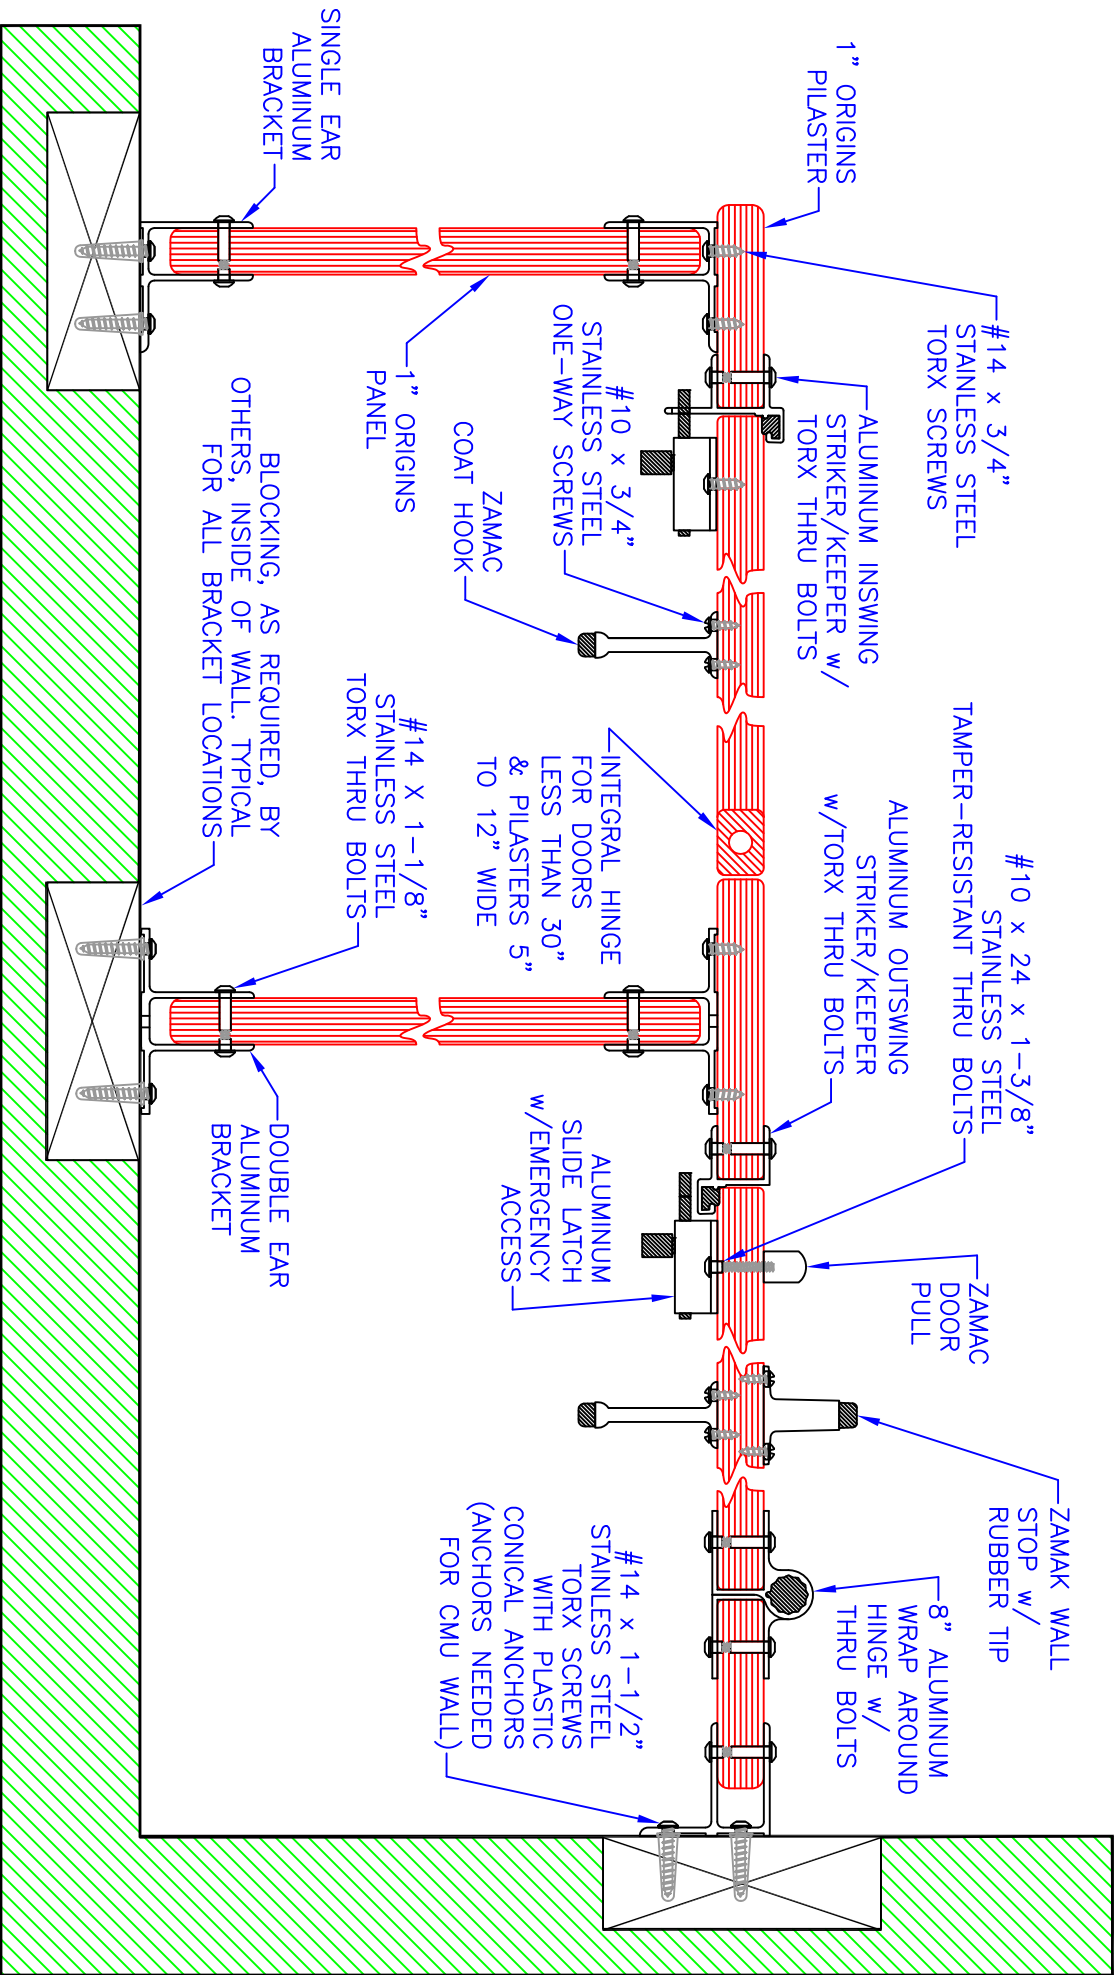 SINGLE EAR
ALUMINUM
BRACKET
1" ORIGINS
PILASTER
#14 x 3/4"
STAINLESS STEEL
TORX SCREWS
ALUMINUM INSWING
STRIKER/KEEPER w/
TORX THRU BOLTS
#10 x 3/4"
STAINLESS STEEL
ONE-WAY SCREWS
ZAMAC
COAT HOOK
1" ORIGINS
PANEL
BLOCKING, AS REQUIRED, BY
OTHERS, INSIDE OF WALL. TYPICAL
FOR ALL BRACKET LOCATIONS
#14 X 1-1/8"
STAINLESS STEEL
TORX THRU BOLTS
INTEGRAL HINGE
FOR DOORS
LESS THAN 30"
& PILASTERS 5"
TO 12" WIDE
#10 x 24 x 1-3/8"
STAINLESS STEEL
TAMPER-RESISTANT THRU BOLTS
ALUMINUM OUTSWING
STRIKER/KEEPER
w/TORX THRU BOLTS
DOUBLE EAR
ALUMINUM
BRACKET
ALUMINUM
SLIDE LATCH
w/EMERGENCY
ACCESS
ZAMAC
DOOR
PULL
ZAMAK WALL
STOP w/
RUBBER TIP
8" ALUMINUM
WRAP AROUND
HINGE w/
THRU BOLTS
#14 x 1-1/2"
STAINLESS STEEL
TORX SCREWS
WITH PLASTIC
CONICAL ANCHORS
(ANCHORS NEEDED
FOR CMU WALL)